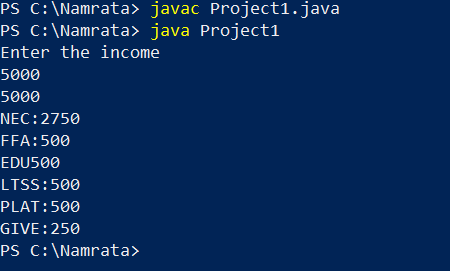 PS C:\Namrata> javac Project1.java
PS C:\Namrata> java Project1
Enter the income
5000
5000
NEC:2750
FFA:500
EDU500
LTSS:500
PLAT:500
GIVE:250
PS C:\Namrata>